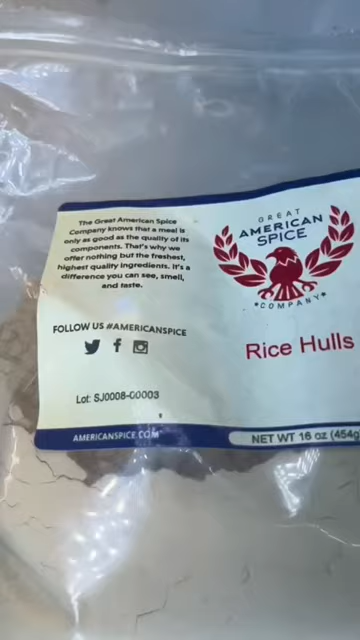 The Great American Spice
Company knows that a meal is
only as good as the quality of its
components. That's why we
offer nothing but the freshest,
highest quality ingredients. It's a
difference you can see, smell,
and taste.
FOLLOW US #AMERICANSPICE
Lot: SJ0008-00003
AMERICANSPICE.COM
GREAT
AMERICAN
SPICE
*COMPANY*
Rice Hulls
NET WT 16 oz (454g